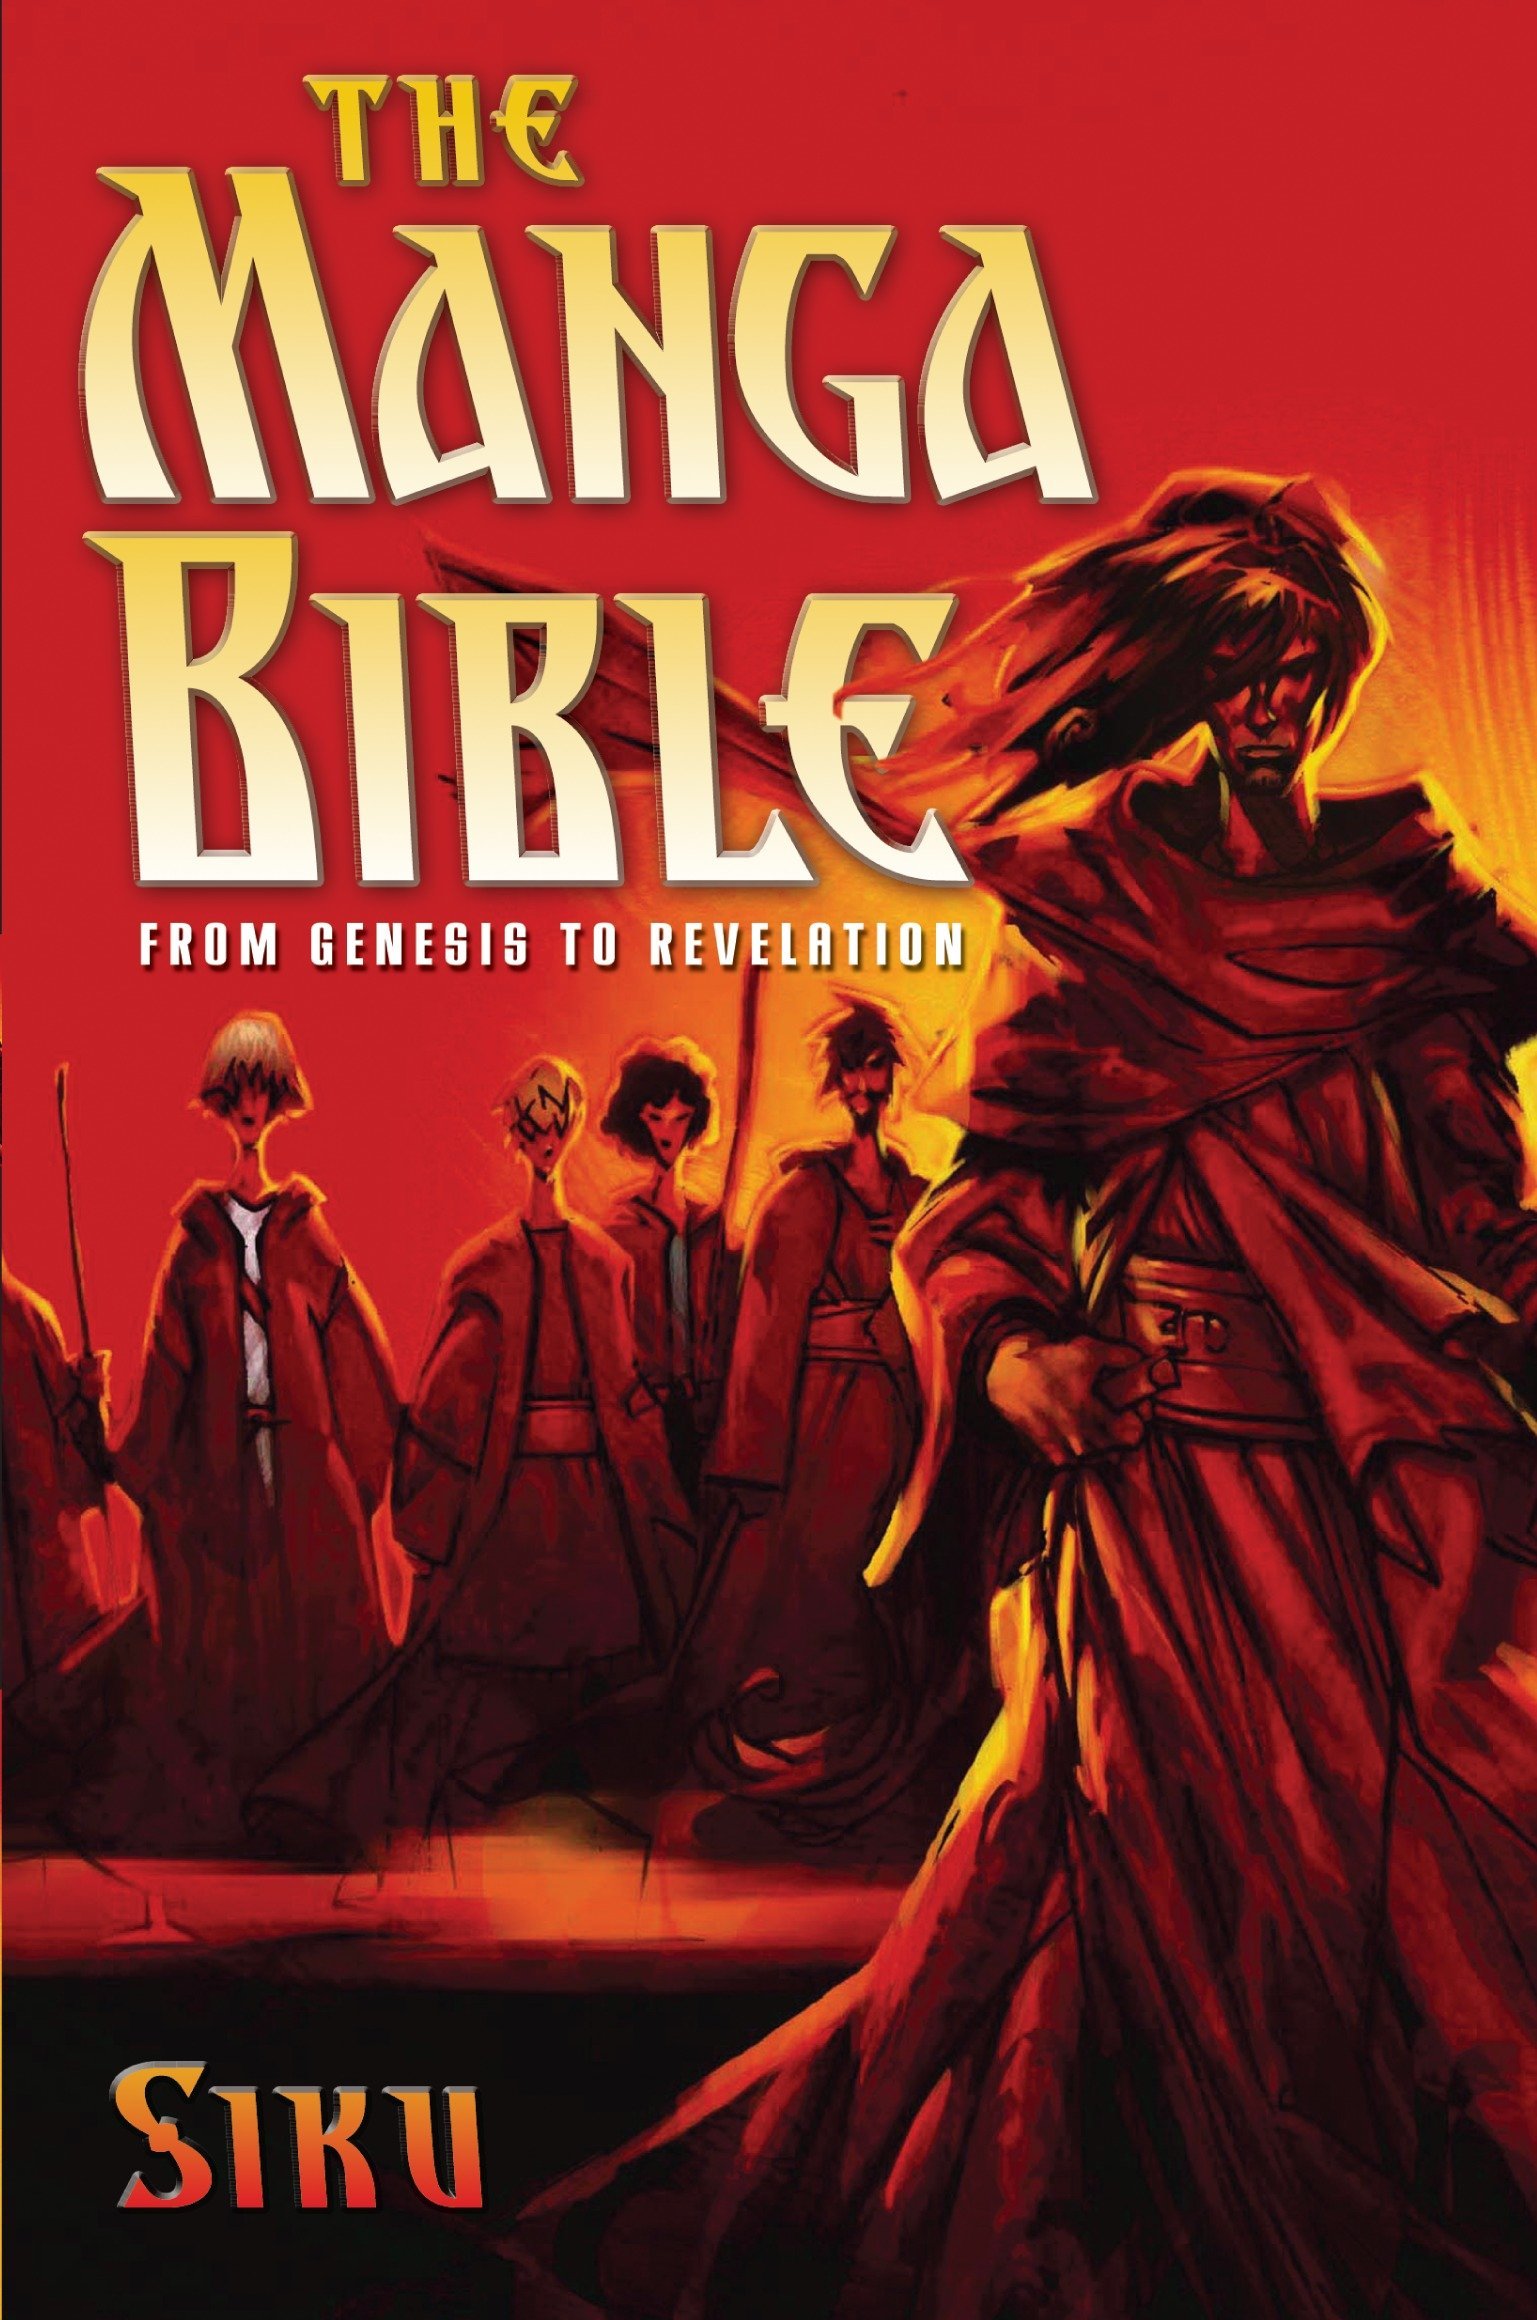 THE
MANGA
BIBLE
FROM GENESIS TO REVELATION
SIKU